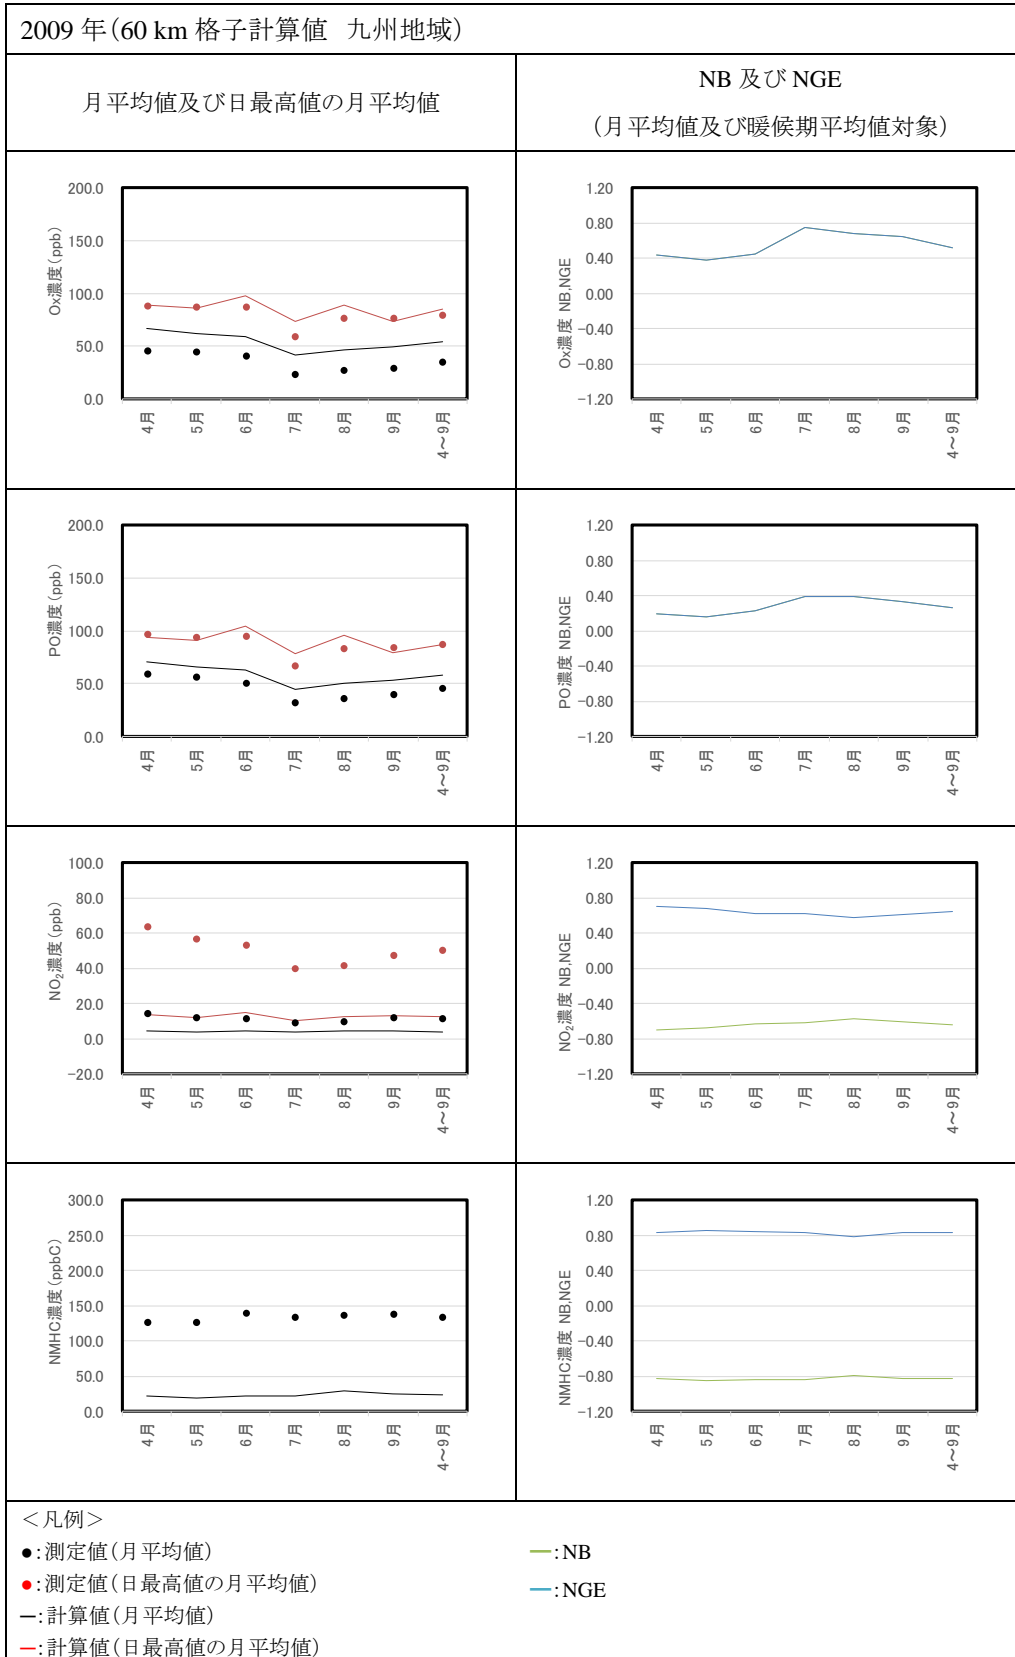 2009 年(60 km 格子計算値 九州地域)
月平均値及び日最高値の月平均値
NB 及び NGE
(月平均値及び暖候期平均値対象)
Ox濃度(ppb)
200.0
150.0
100.0
50.0
0.0
4月
5月
6月
7月
8月
9月
4～9月
Ox濃度 NB,NGE
1.20
0.80
0.40
0.00
−0.40
−0.80
−1.20
4月
5月
6月
7月
8月
9月
4～9月
PO濃度(ppb)
200.0
150.0
100.0
50.0
0.0
4月
5月
6月
7月
8月
9月
4～9月
PO濃度 NB,NGE
1.20
0.80
0.40
0.00
−0.40
−0.80
−1.20
4月
5月
6月
7月
8月
9月
4～9月
NO₂濃度(ppb)
100.0
80.0
60.0
40.0
20.0
0.0
−20.0
4月
5月
6月
7月
8月
9月
4～9月
NO₂濃度 NB,NGE
1.20
0.80
0.40
0.00
−0.40
−0.80
−1.20
4月
5月
6月
7月
8月
9月
4～9月
NMHC濃度(ppbC)
300.0
250.0
200.0
150.0
100.0
50.0
0.0
4月
5月
6月
7月
8月
9月
4～9月
NMHC濃度 NB,NGE
1.20
0.80
0.40
0.00
−0.40
−0.80
−1.20
4月
5月
6月
7月
8月
9月
4～9月
＜凡例＞
●:測定値(月平均値)
●:測定値(日最高値の月平均値)
—:計算値(月平均値)
—:計算値(日最高値の月平均値)
—:NB
—:NGE